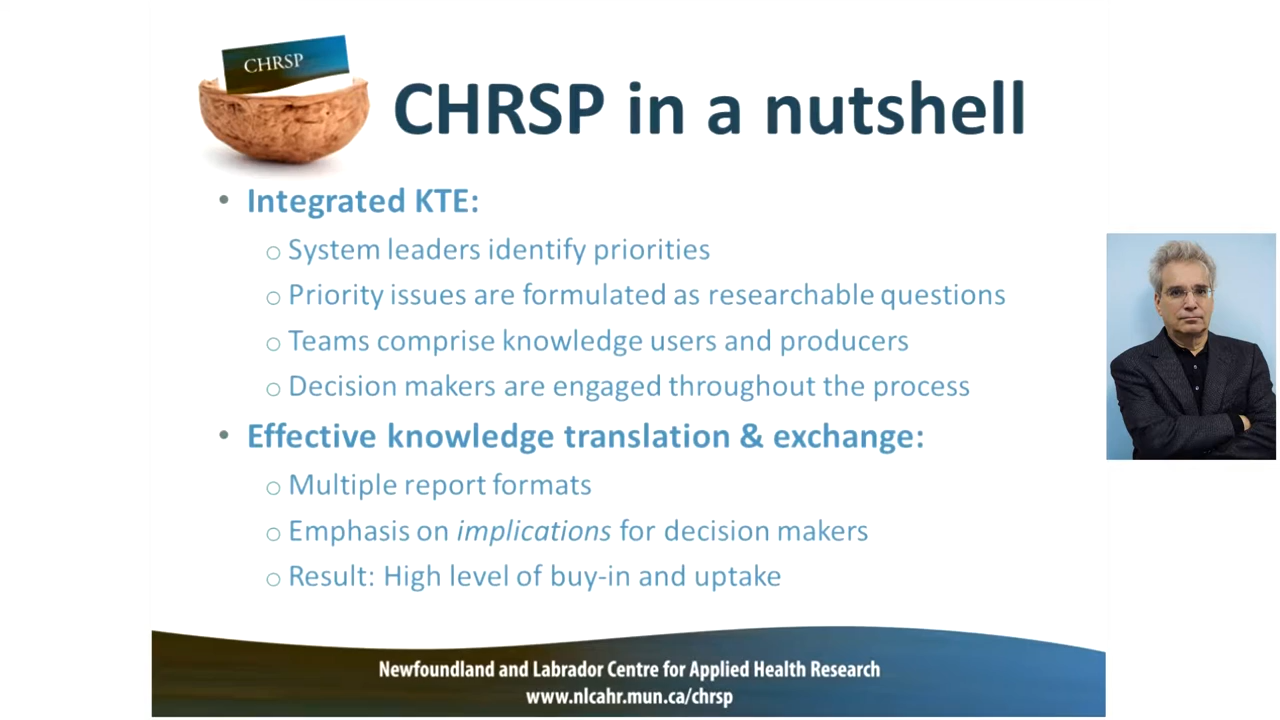 CHRSP
CHRSP in a nutshell
• Integrated KTE:
o System leaders identify priorities
o Priority issues are formulated as researchable questions
o Teams comprise knowledge users and producers
o Decision makers are engaged throughout the process
• Effective knowledge translation & exchange:
o Multiple report formats
o Emphasis on implications for decision makers
o Result: High level of buy-in and uptake
Newfoundland and Labrador Centre for Applied Health Research
www.nlcahr.mun.ca/chrsp